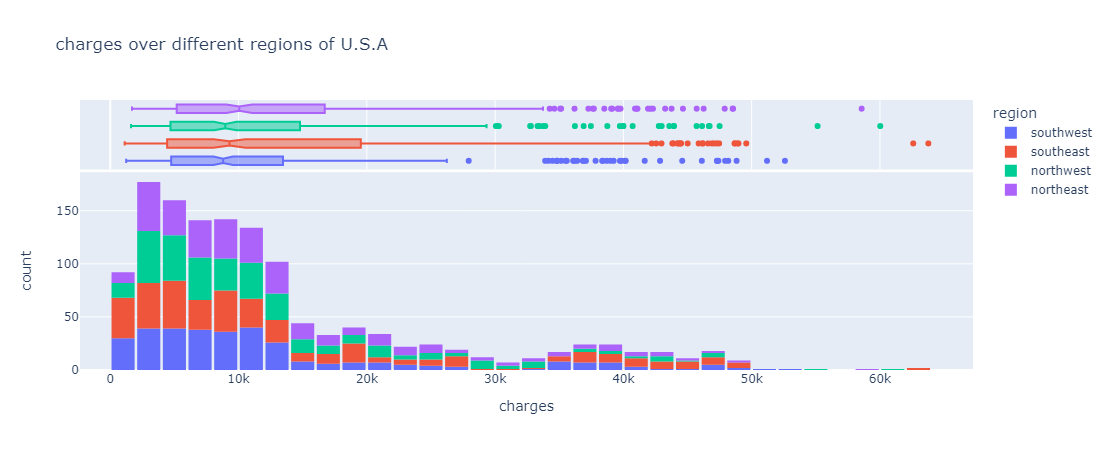 charges over different regions of U.S.A
region
southwest
southeast
northwest
northeast
150
100
50
0
count
0 10k 20k 30k 40k 50k 60k
charges